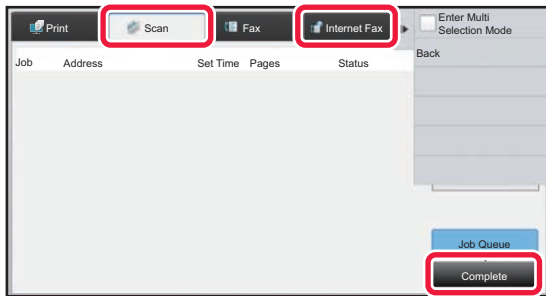 Print Scan Fax Internet Fax
Enter Multi
Selection Mode
Back
Job Address Set Time Pages Status
Job Queue
Complete